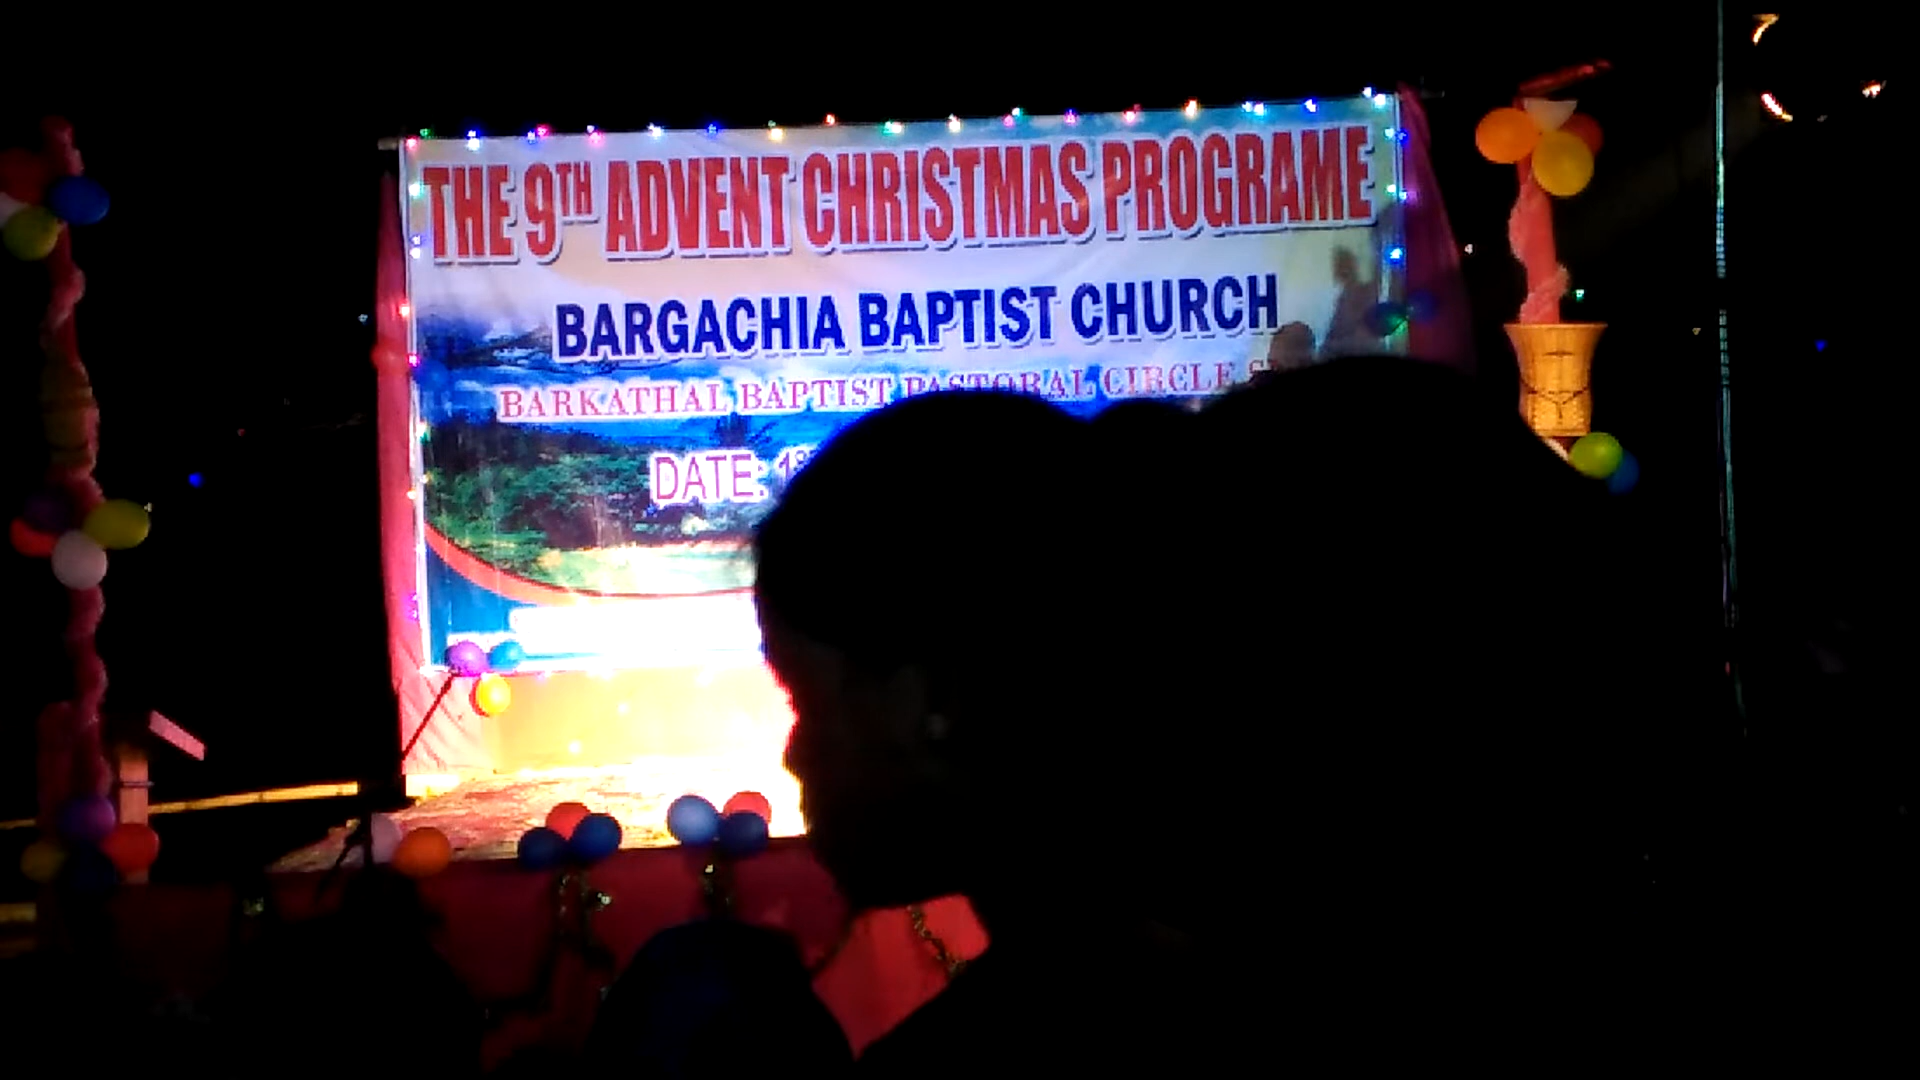 THE 9TH ADVENT CHRISTMAS PROGRAME
BARGACHIA BAPTIST CHURCH
BARKATHAL BAPTIST PASTORAL CIRCLE
DATE: